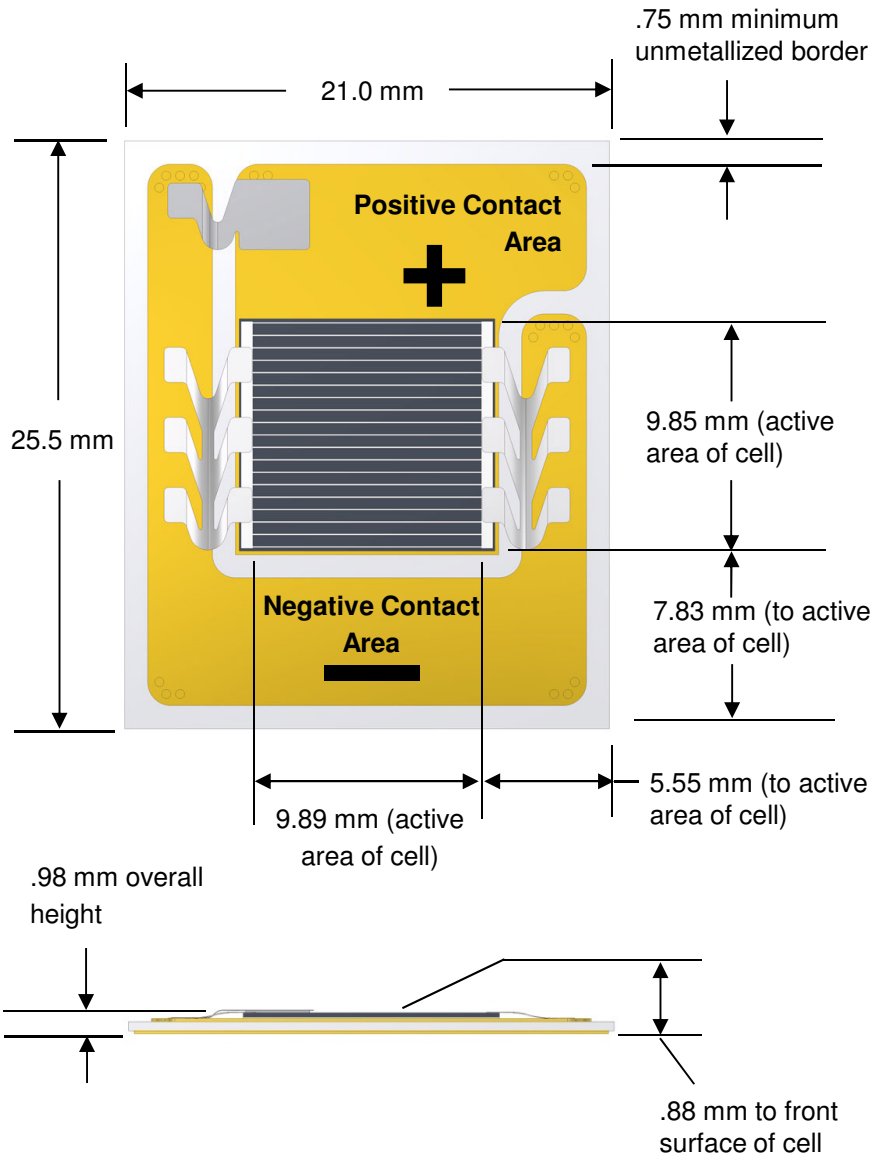 .75 mm minimum
unmetallized border
21.0 mm
Positive Contact
Area
9.85 mm (active
area of cell)
25.5 mm
7.83 mm (to active
area of cell)
Negative Contact
Area
5.55 mm (to active
area of cell)
9.89 mm (active
area of cell)
.98 mm overall
height
.88 mm to front
surface of cell